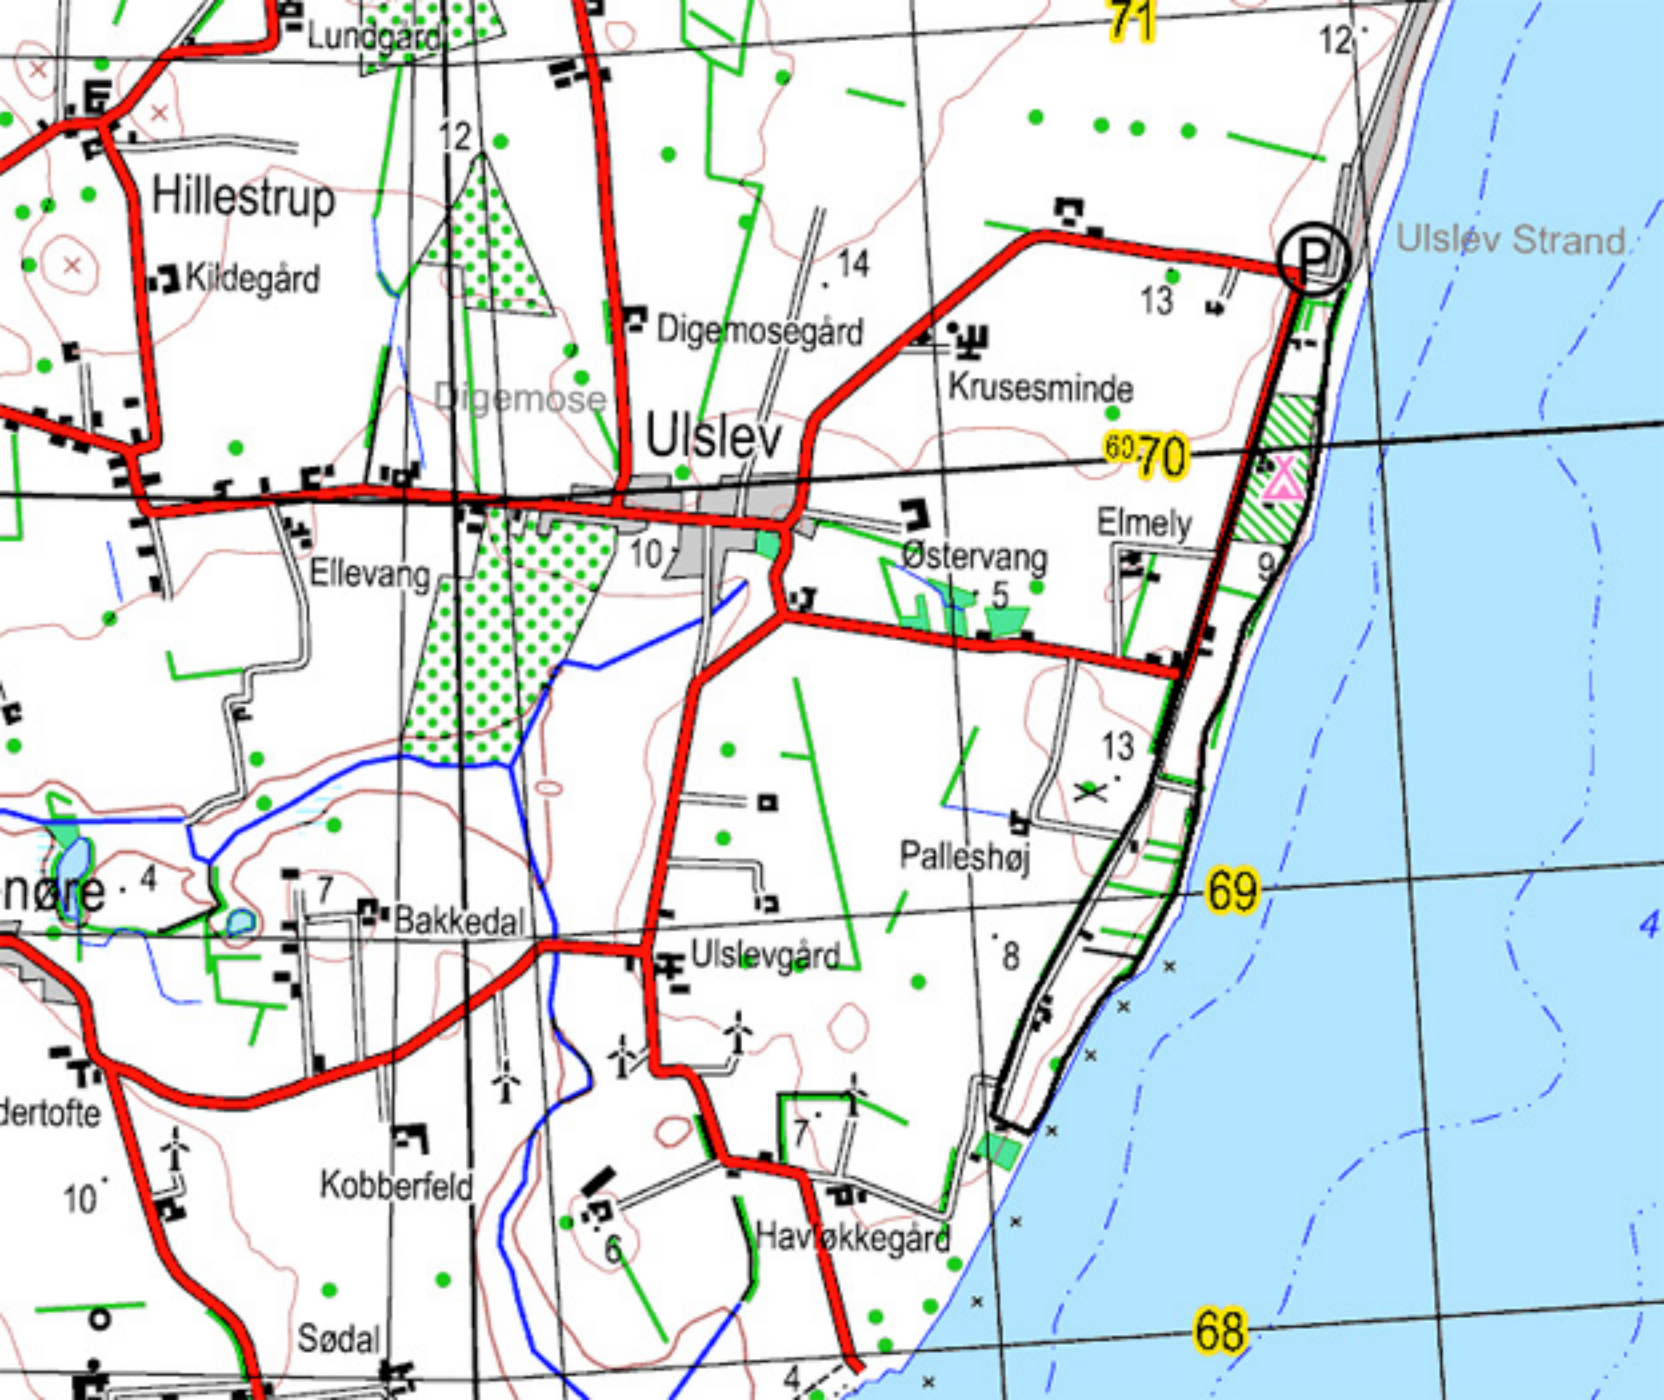 71
12
Lundgård
12
Hillestrup
Ulslev Strand
P
14
Kildegård
13
Digemosegård
Krusesminde
Digemose
Ulslev
6070
Elmely
10
Østervang
9
Ellevang
5
13
Palleshøj
4
nøre
7
69
Bakkedal
4
8
Ulslevgård
dertofte
7
10
Kobberfeld
6
Havløkkegård
68
Sødal
4